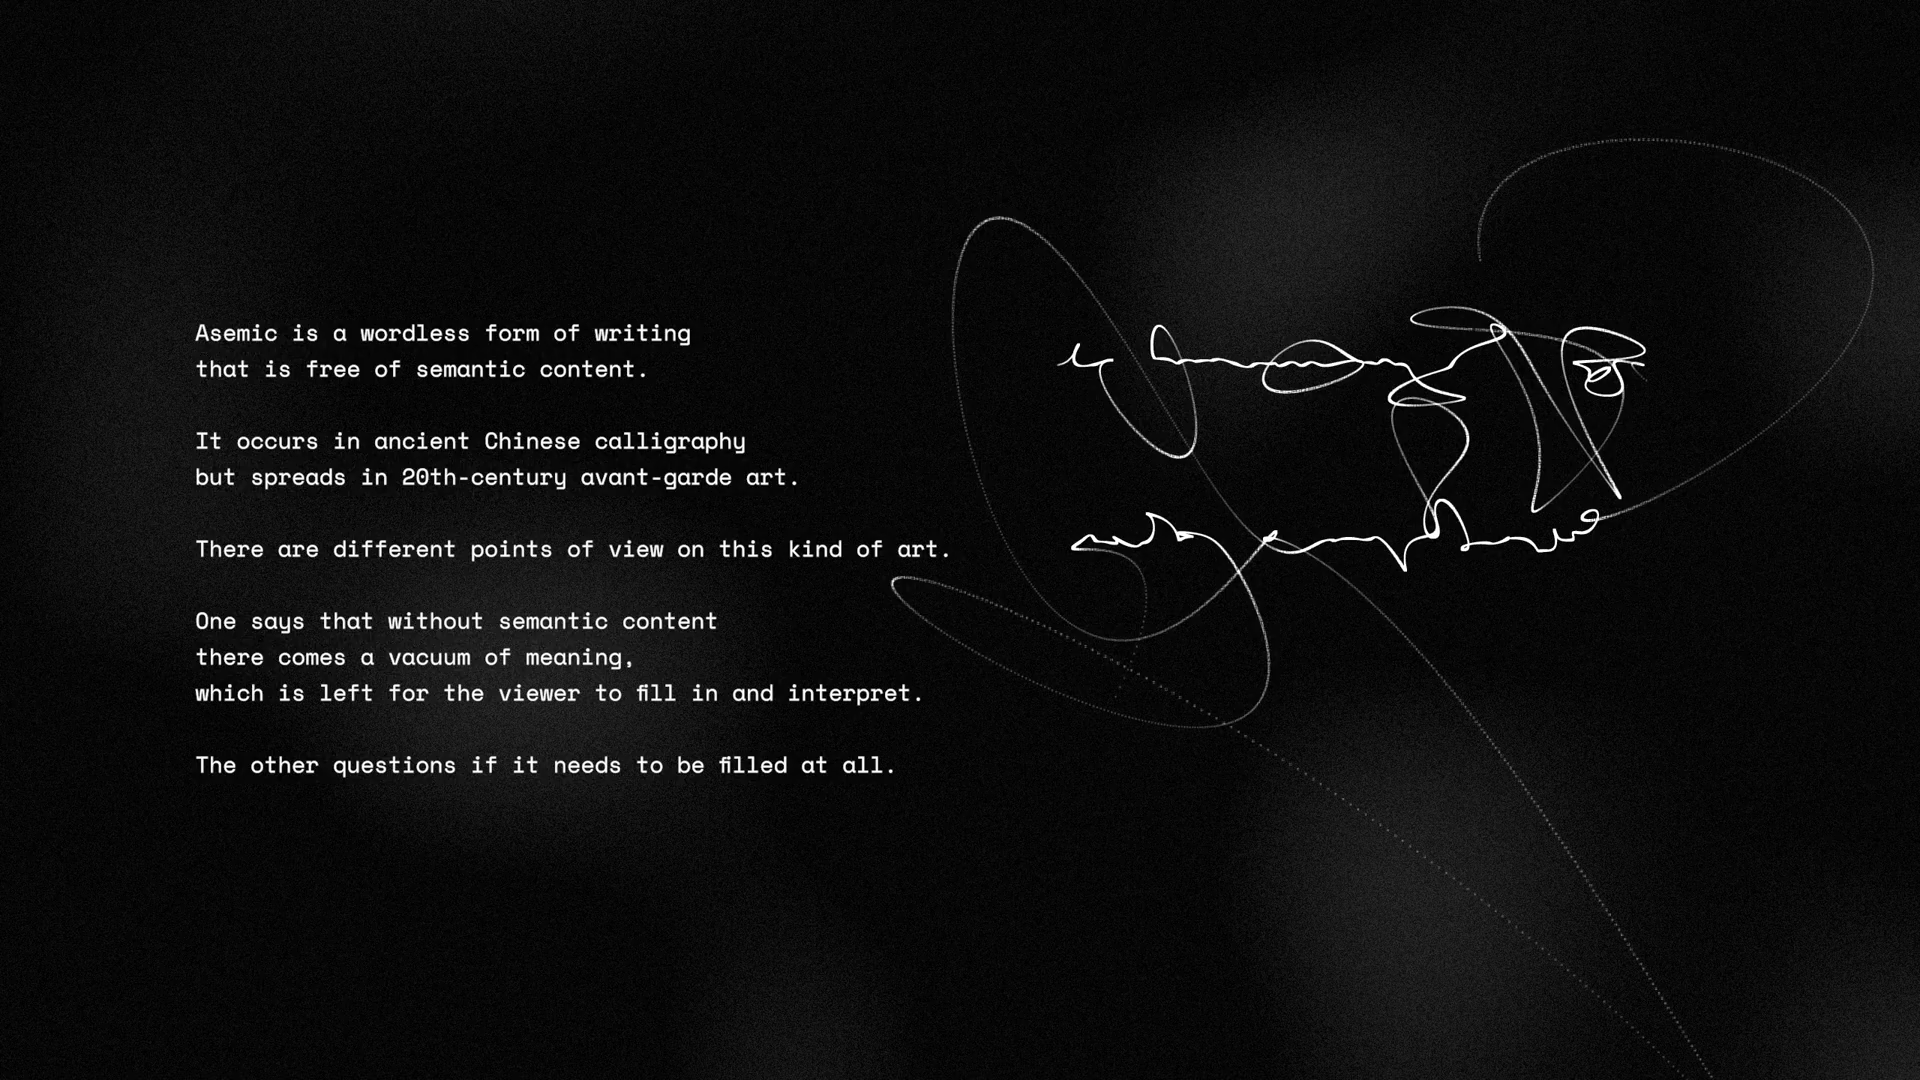 Asemic is a wordless form of writing
that is free of semantic content.
It occurs in ancient Chinese calligraphy
but spreads in 20th-century avant-garde art.
There are different points of view on this kind of art.
One says that without semantic content
there comes a vacuum of meaning,
which is left for the viewer to fill in and interpret.
The other questions if it needs to be filled at all.